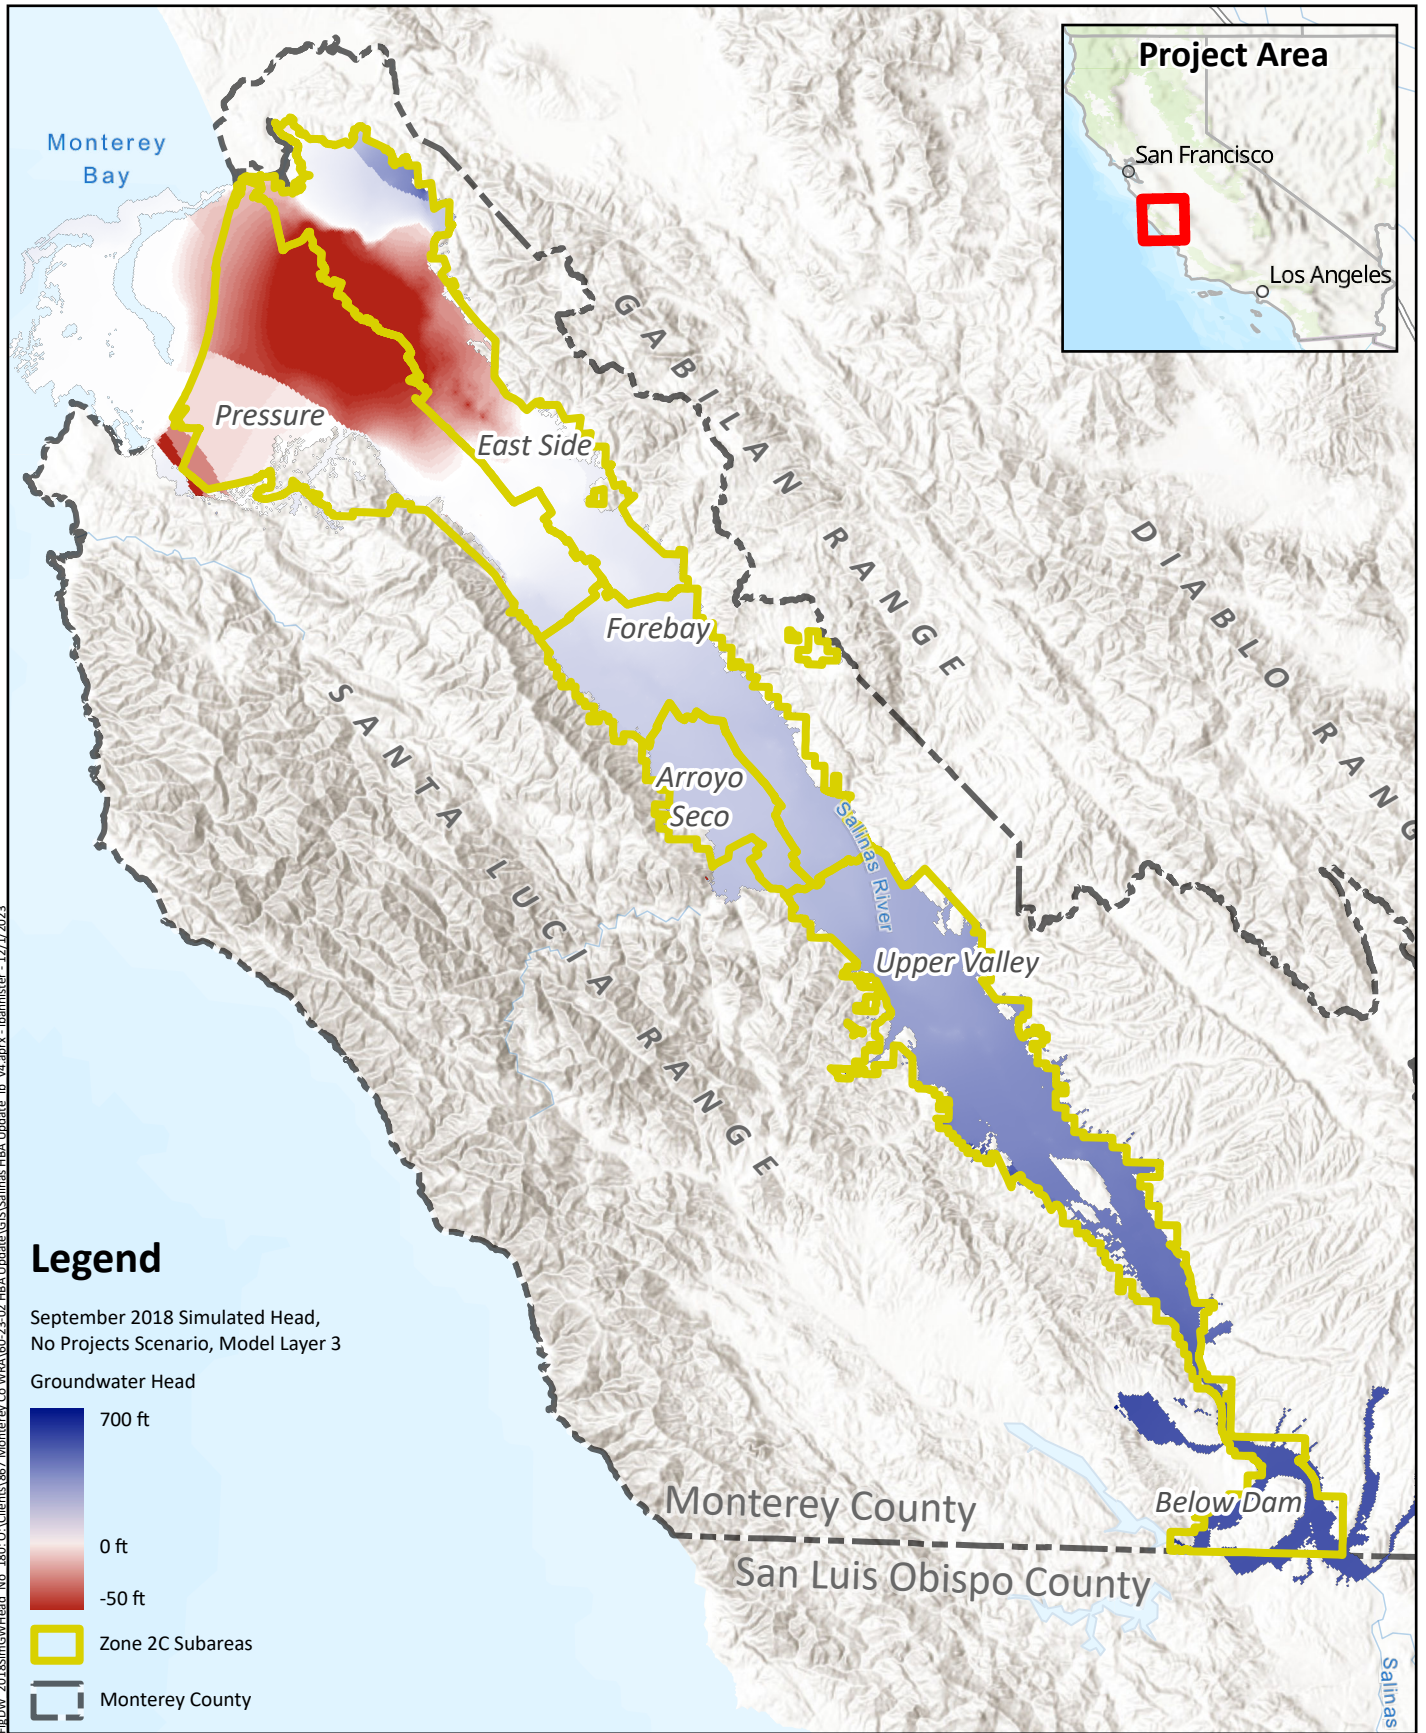 Project Area
San Francisco
Los Angeles
Monterey
Bay
GABILAN RANGE
DIABLO RANG
Pressure
East Side
Forebay
Arroyo
Seco
Salinas River
Upper Valley
SANTA LUCIA RANGE
Below Dam
Monterey County
San Luis Obispo County
Salinas
Legend
September 2018 Simulated Head,
No Projects Scenario, Model Layer 3
Groundwater Head
700 ft
0 ft
-50 ft
Zone 2C Subareas
Monterey County